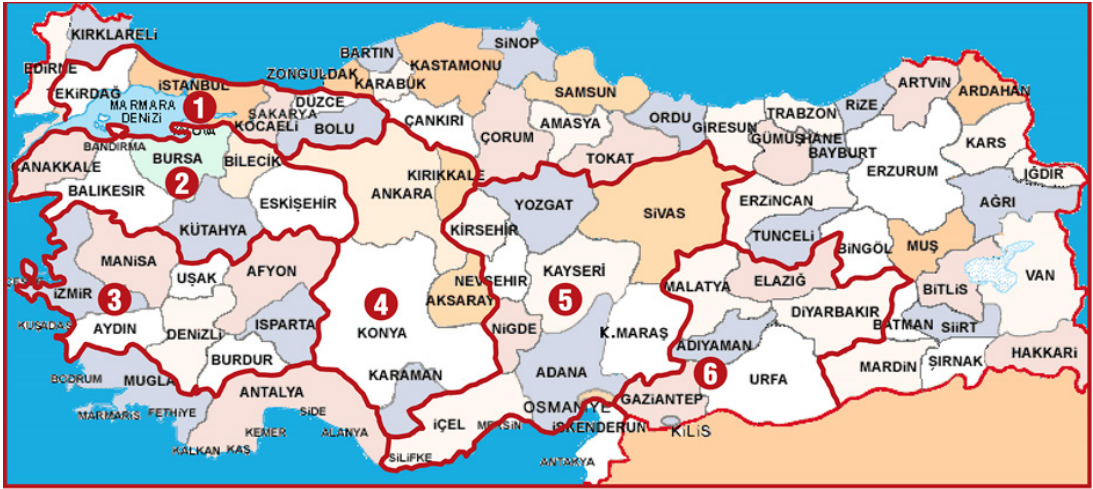 KIRKLARELİ
EDİRNE
TEKİRDAĞ
İSTANBUL
MARMARA
DENİZİ
1
KOCAELİ
SAKARYA
DÜZCE
BOLU
ZONGULDAK
BARTIN
KARABÜK
KASTAMONU
SİNOP
ÇANKIRI
ÇORUM
SAMSUN
AMASYA
TOKAT
ORDU
GİRESUN
TRABZON
GÜMÜŞHANE
BAYBURT
RİZE
ARTVİN
ARDAHAN
KARS
IĞDIR
ERZURUM
AĞRI
ÇANAKKALE
BANDIRMA
BURSA
2
BİLECİK
BALIKESIR
KÜTAHYA
ESKİŞEHİR
ANKARA
KIRIKKALE
KİRŞEHİR
YOZGAT
SİVAS
ERZİNCAN
TUNCELİ
BİNGÖL
MUŞ
BİTLİS
VAN
MANİSA
UŞAK
AFYON
İZMİR
3
AYDIN
DENİZLİ
ISPARTA
BURDUR
KUŞADAS
BODRUM
MUGLA
MARMARİS
FETHİYE
KALKAN
KAŞ
ANTALYA
KEMER
SİDE
ALANYA
4
KONYA
AKSARAY
KARAMAN
NEVŞEHIR
KAYSERİ
5
NİĞDE
K.MARAŞ
ADANA
İÇEL
MERSİN
SİLİFKE
OSMANİYE
İSKENDERUN
ANTAKYA
MALATYA
ELAZIĞ
DİYARBAKIR
ADIYAMAN
6
URFA
GAZİANTEP
KİLİS
BATMAN
SİİRT
MARDİN
ŞIRNAK
HAKKARİ